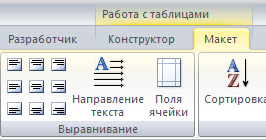 Работа с таблицами
Разработчик Конструктор Макет
Направление текста
Поля ячейки
A
Z
Сортировка
Выравнивание